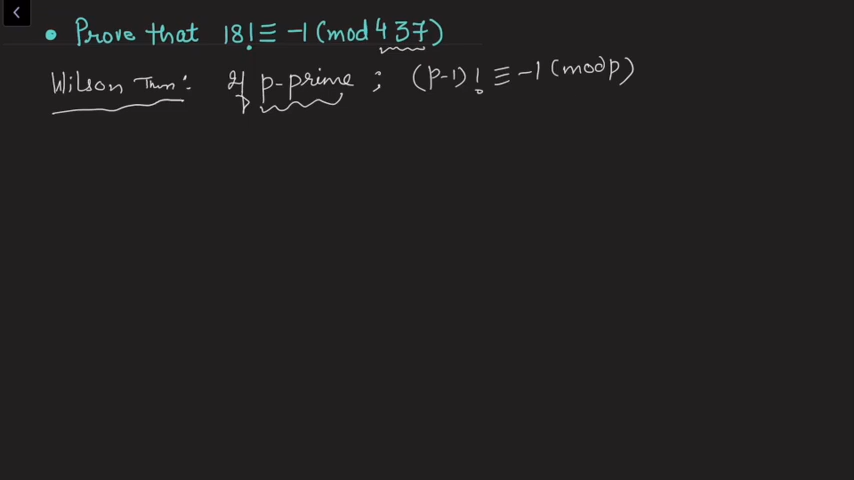 • Prove that 18! ≡ -1 (mod 437)
Wilson Thm: If p-prime ; (p-1)! ≡ -1 (mod p)